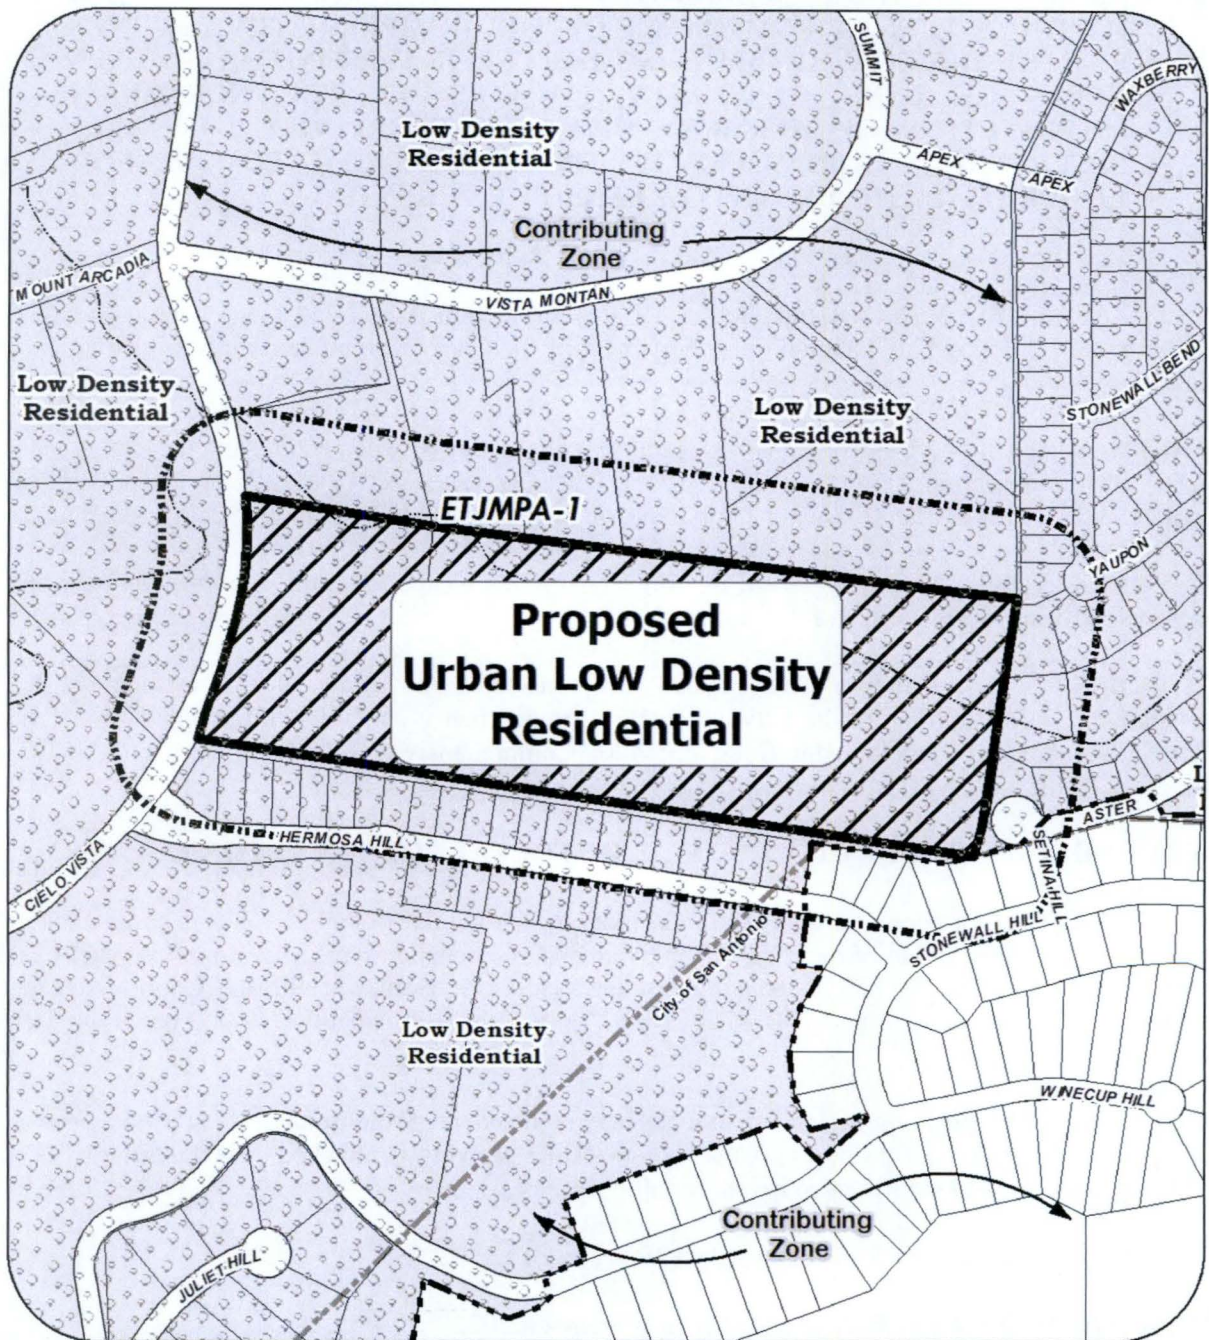 SUMMIT
WAXBERRY
Low Density
Residential
APEX
APEX
Contributing
Zone
MOUNT ARCADIA
VISTA MONTAN
STONEWALL BEND
Low Density
Residential
Low Density
Residential
ETJMPA-1
YAUPON
Proposed
Urban Low Density
Residential
L
ASTER
HERMOSA HILL
SETINA HILL
CIELO VISTA
STONEWALL HILL
City of San Antonio
Low Density
Residential
WINECUP HILL
Contributing
Zone
JULIET HILL